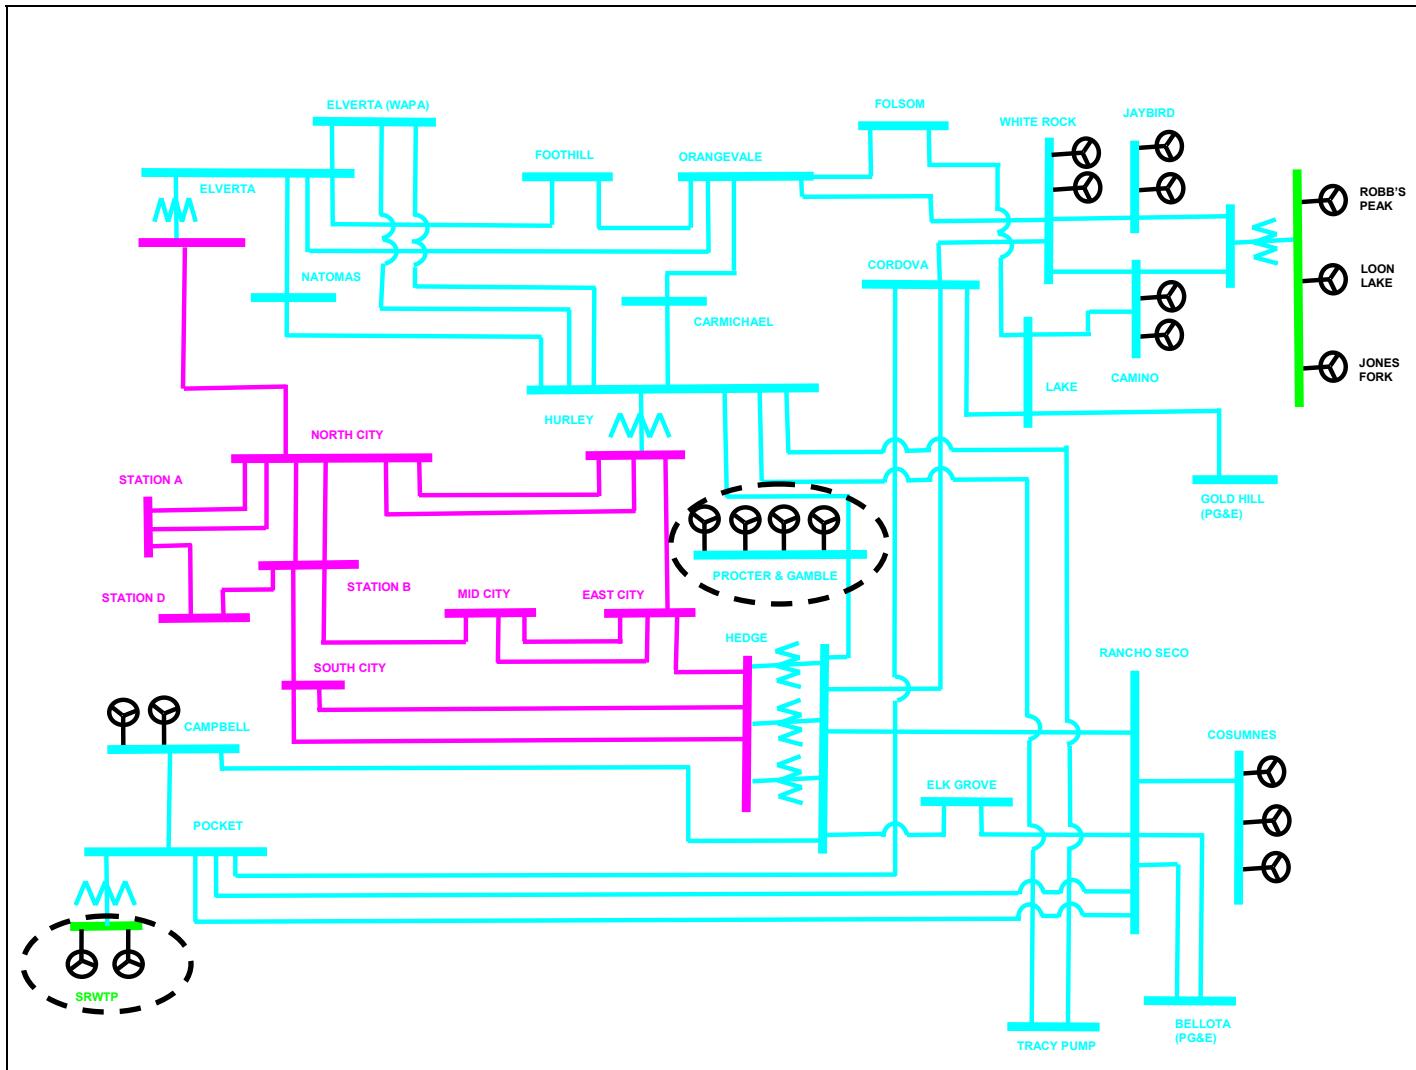 ELVERTA (WAPA)
FOLSOM
WHITE ROCK
JAYBIRD
FOOTHILL
ORANGEVALE
ELVERTA
ROBB'S
PEAK
NATOMAS
CORDOVA
LOON
LAKE
CARMICHAEL
JONES
FORK
LAKE
CAMINO
HURLEY
NORTH CITY
STATION A
GOLD HILL
(PG&E)
STATION B
PROCTER & GAMBLE
STATION D
MID CITY
EAST CITY
HEDGE
SOUTH CITY
RANCHO SECO
CAMPBELL
COSUMNES
ELK GROVE
POCKET
SRWTP
BELLOTA
(PG&E)
TRACY PUMP